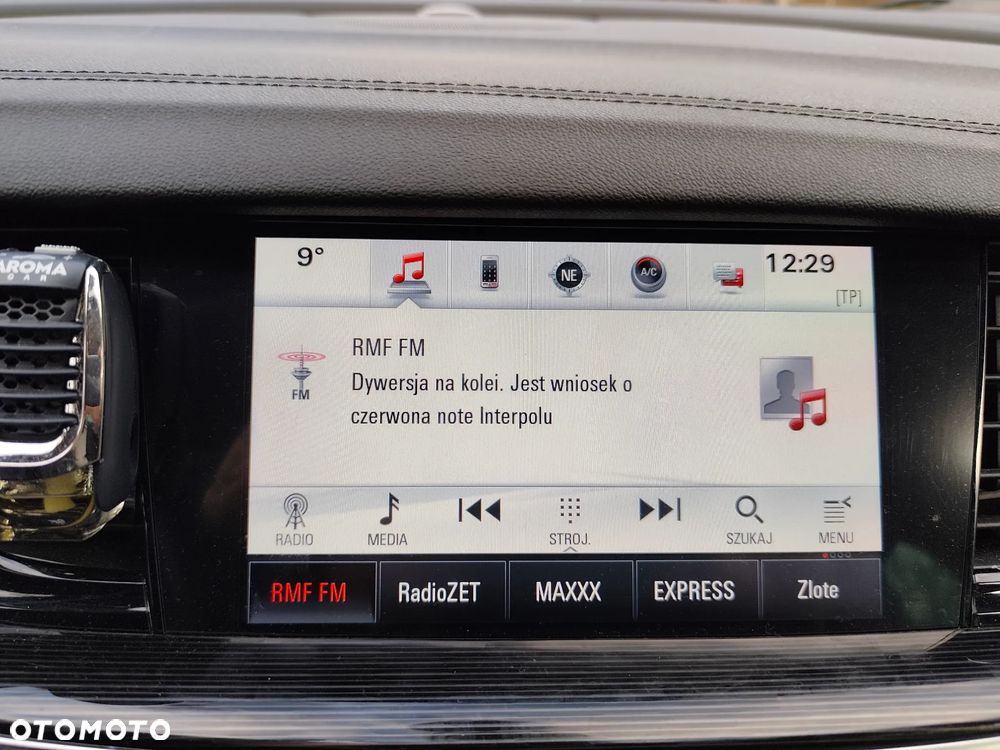 AROMA
CAR
9°
NE
A/C
12:29
[TP]
RMF FM
Dywersja na kolei. Jest wniosek o
czerwona note Interpolu
FM
RADIO
MEDIA
STROJ.
SZUKAJ
MENU
RMF FM
RadioZET
MAXXX
EXPRESS
Zlote
OTOMOTO